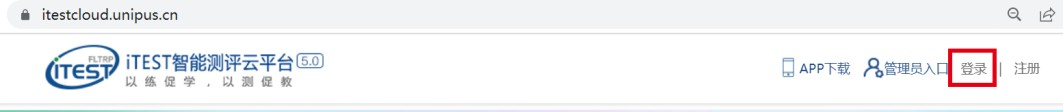 itestcloud.unipus.cn
FLTRP
iTEST iTEST智能测评云平台 5.0
以练促学，以测促教
APP下载 管理员入口 登录 | 注册